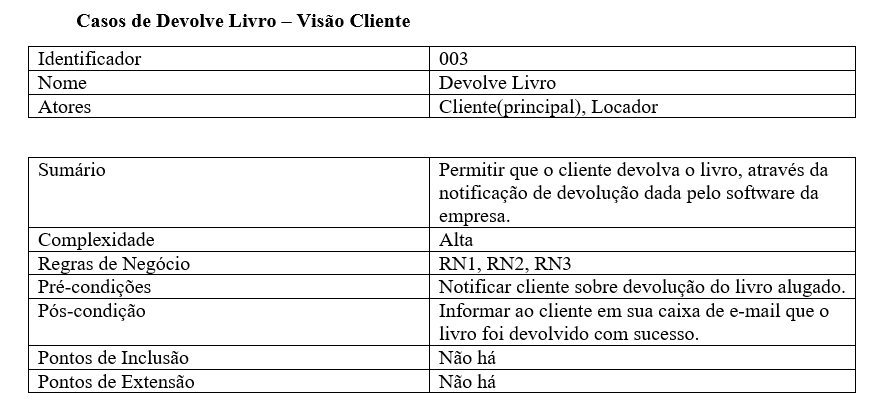 Casos de Devolve Livro – Visão Cliente
Identificador 003
Nome Devolve Livro
Atores Cliente(principal), Locador
Sumário Permitir que o cliente devolva o livro, através da
notificação de devolução dada pelo software da
empresa.
Complexidade Alta
Regras de Negócio RN1, RN2, RN3
Pré-condições Notificar cliente sobre devolução do livro alugado.
Pós-condição Informar ao cliente em sua caixa de e-mail que o
livro foi devolvido com sucesso.
Pontos de Inclusão Não há
Pontos de Extensão Não há